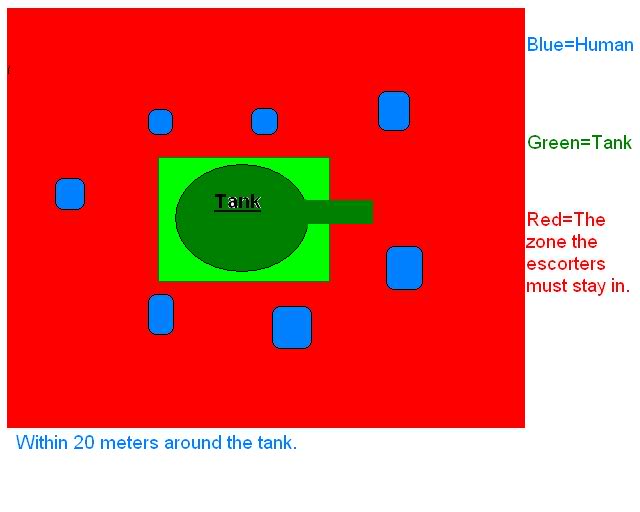 Blue=Human
Tank
Green=Tank
Red=The
zone the
escorters
must stay in.
Within 20 meters around the tank.